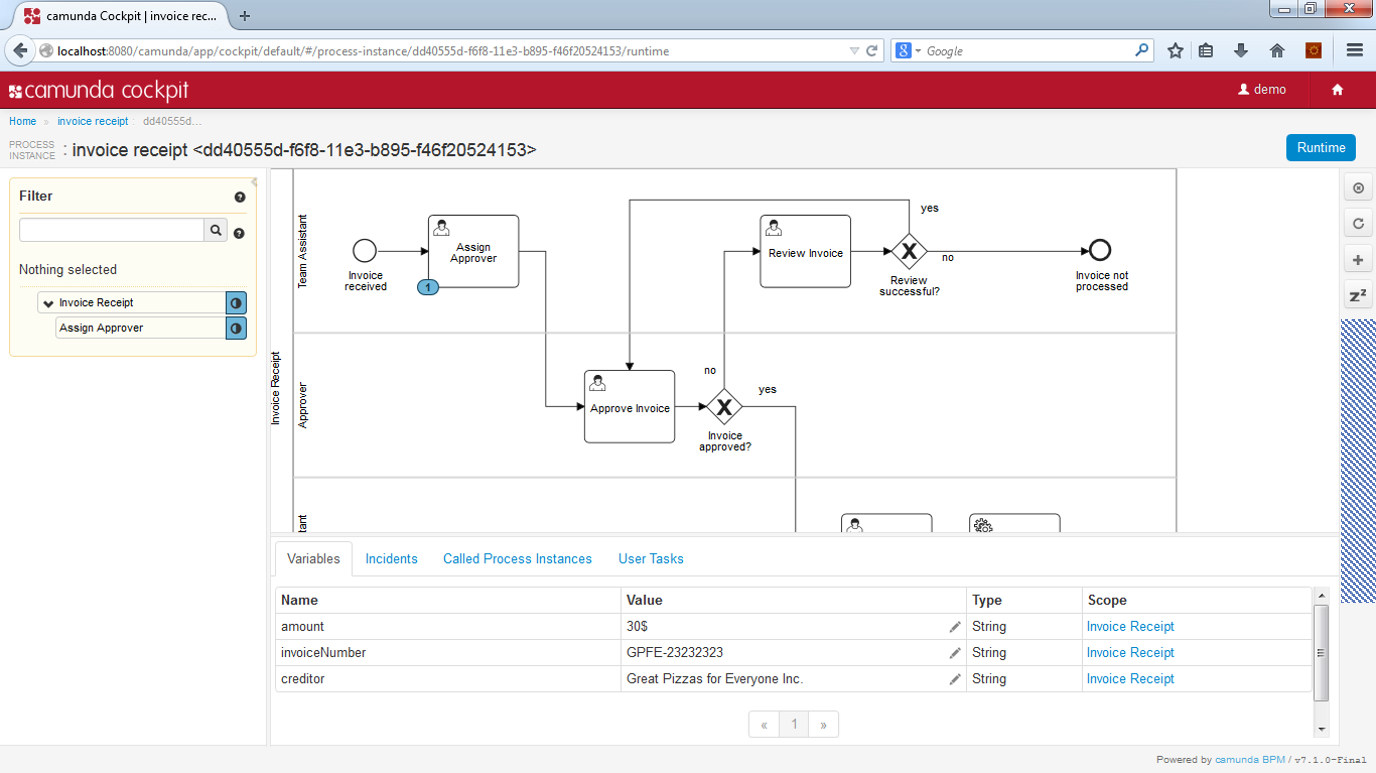 camunda Cockpit | invoice rec...
localhost:8080/camunda/app/cockpit/default/#/process-instance/dd40555d-f6f8-11e3-b895-f46f20524153/runtime
Google
camunda cockpit
demo
Home » invoice receipt : dd40555d...
PROCESS INSTANCE : invoice receipt <dd40555d-f6f8-11e3-b895-f46f20524153>
Runtime
Filter
Nothing selected
Invoice Receipt
Assign Approver
Invoice Receipt
Team Assistant
Invoice
received
Assign
Approver
1
Review Invoice
yes
no
Review
successful?
Invoice not
processed
Approver
Approve Invoice
no
yes
Invoice
approved?
tant
Variables Incidents Called Process Instances User Tasks
Name Value Type Scope
amount 30$ String Invoice Receipt
invoiceNumber GPFE-23232323 String Invoice Receipt
creditor Great Pizzas for Everyone Inc. String Invoice Receipt
« 1 »
Powered by camunda BPM / v7.1.0-Final